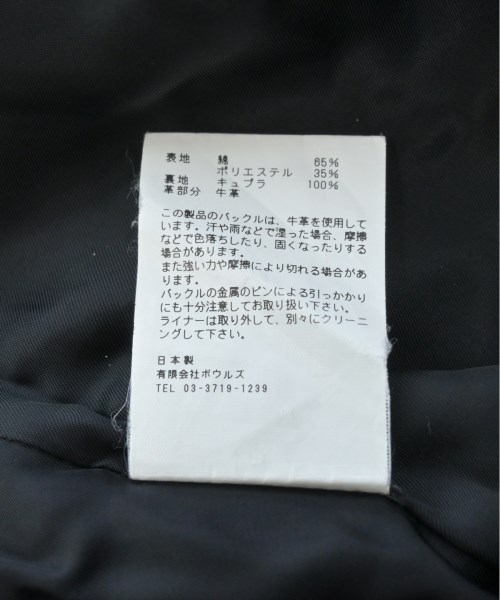 表地 綿 65%
ポリエステル 35%
裏地 キュプラ 100%
革部分 牛革
この製品のバックルは、牛革を使用して
います。汗や雨などで湿った場合、摩擦
などで色落ちしたり、固くなったりする
場合があります。
また強い力や摩擦により切れる場合があ
ります。
バックルの金属のピンによる引っかかり
にも十分注意してお取り扱い下さい。
ライナーは取り外して、別々にクリーニ
ングして下さい。
日本製
有限会社ボウルズ
TEL 03-3719-1239